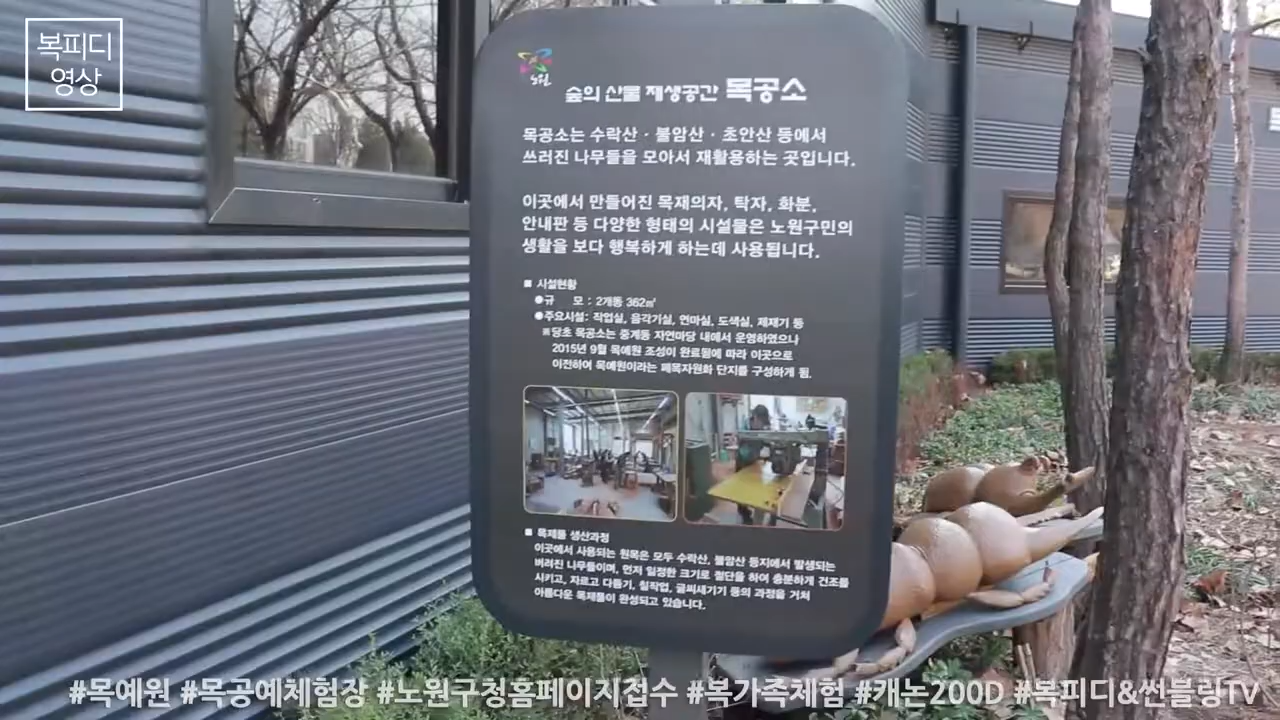 복피디
영상
노원
숲의 산물 재생공간 목공소
목공소는 수락산 · 불암산 · 초안산 등에서
쓰러진 나무들을 모아서 재활용하는 곳입니다.
이곳에서 만들어진 목재의자, 탁자, 화분,
안내판 등 다양한 형태의 시설물은 노원구민의
생활을 보다 행복하게 하는데 사용됩니다.
■ 시설현황
●규 모 : 2개동 362㎡
●주요시설: 작업실, 음각기실, 연마실, 도색실, 제재기 등
※당초 목공소는 중계동 자연마당 내에서 운영하였으나
2015년 9월 목예원 조성이 완료됨에 따라 이곳으로
이전하여 목예원이라는 폐목자원화 단지를 구성하게 됨.
■ 목제품 생산과정
이곳에서 사용되는 원목은 모두 수락산, 불암산 등지에서 발생되는
버려진 나무들이며, 먼저 일정한 크기로 절단을 하여 충분하게 건조를
시키고, 자르고 다듬기, 칠작업, 글씨새기기 등의 과정을 거쳐
아름다운 목제품이 완성되고 있습니다.
#목예원 #목공예체험장 #노원구청홈페이지접수 #복가족체험 #캐논200D #복피디&썬블링TV